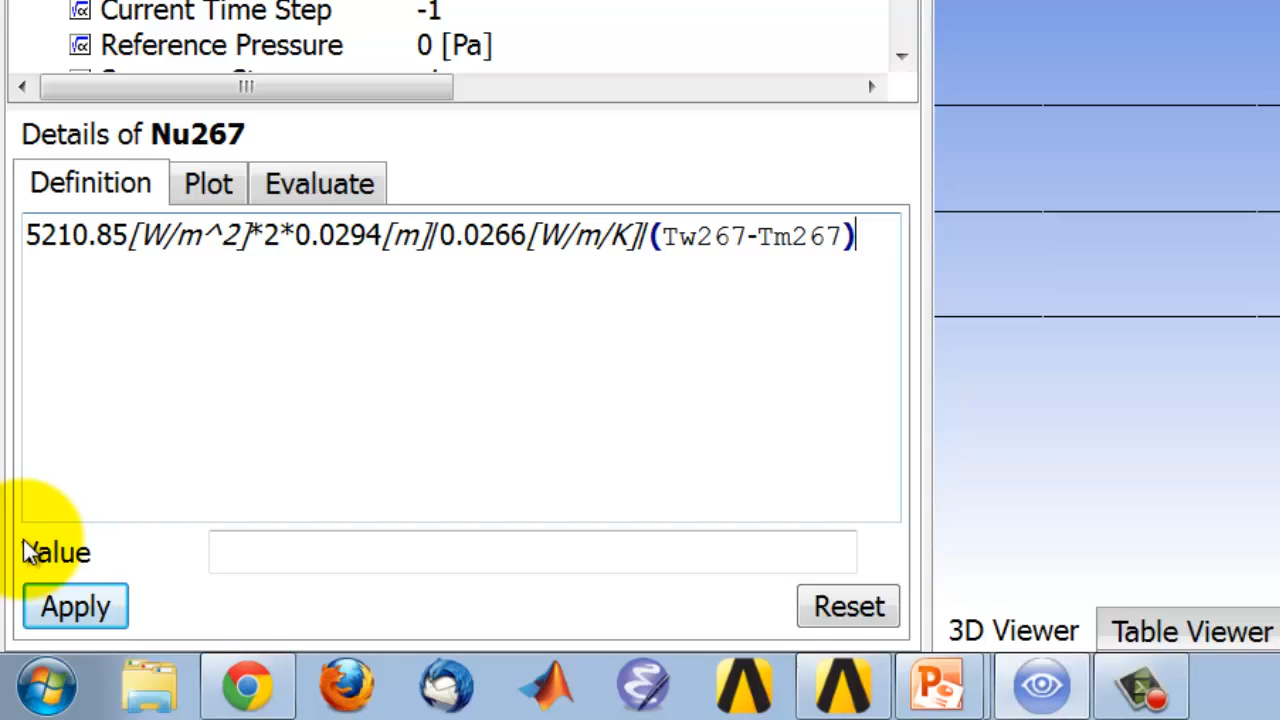 Current Time Step -1
Reference Pressure 0 [Pa]
Details of Nu267
Definition Plot Evaluate
5210.85[W/m^2]*2*0.0294[m]/0.0266[W/m/K]/(Tw267-Tm267)
Value
Apply Reset
3D Viewer Table Viewer